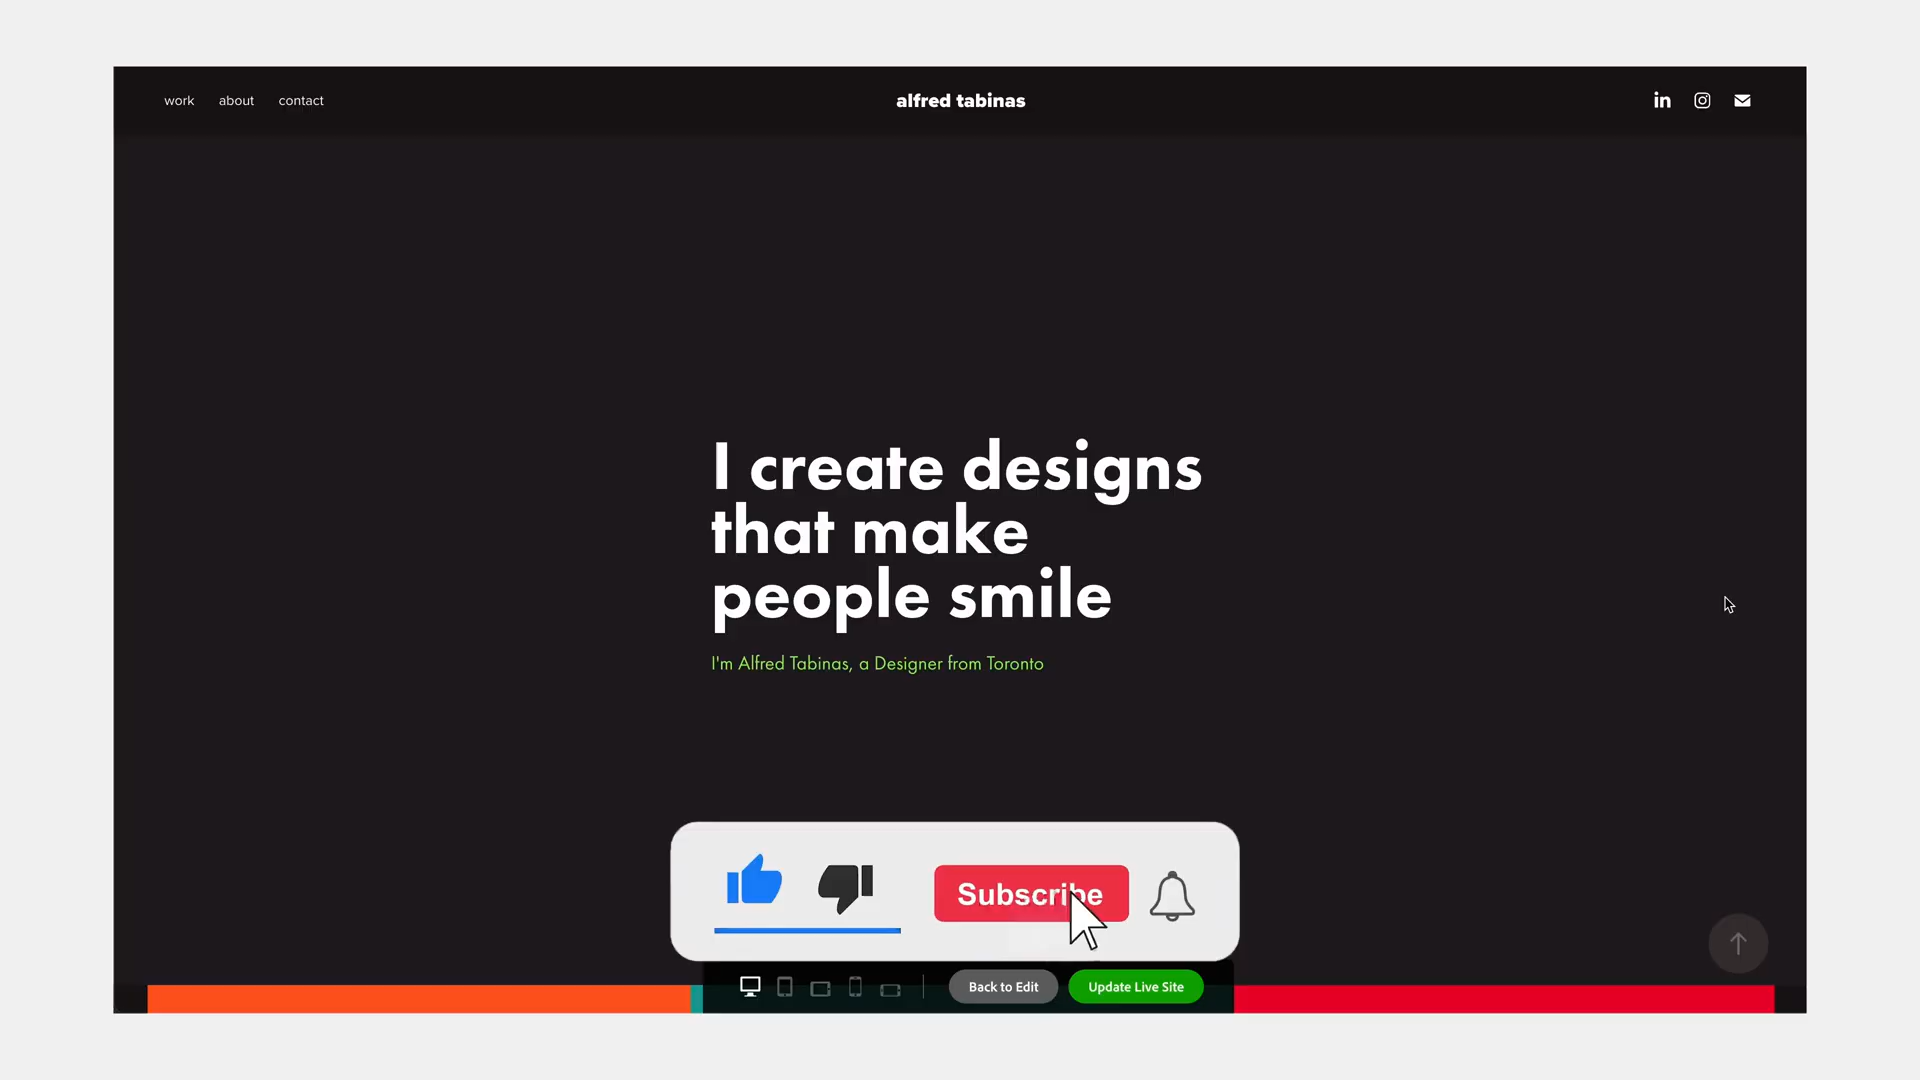 work about contact
alfred tabinas
I create designs
that make
people smile
I'm Alfred Tabinas, a Designer from Toronto
Subscribe
Back to Edit
Update Live Site